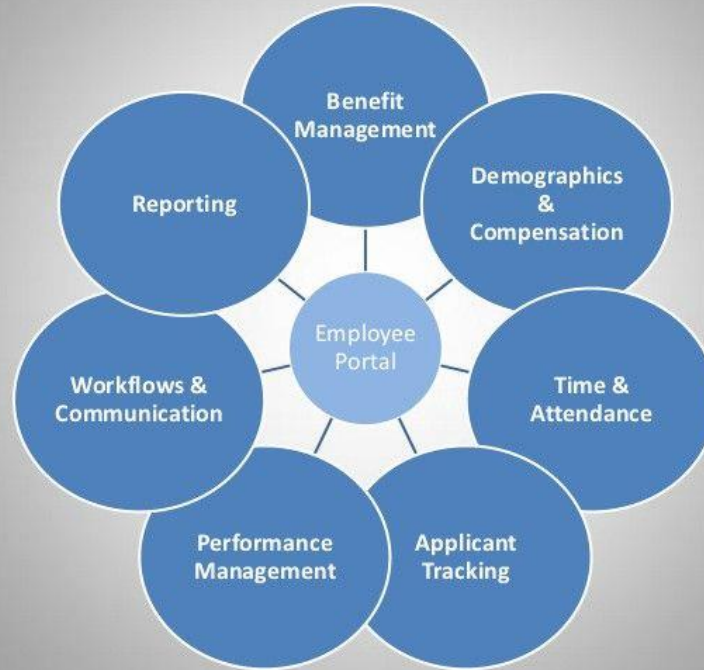 Benefit
Management
Demographics
&
Compensation
Time &
Attendance
Applicant
Tracking
Performance
Management
Workflows &
Communication
Reporting
Employee
Portal